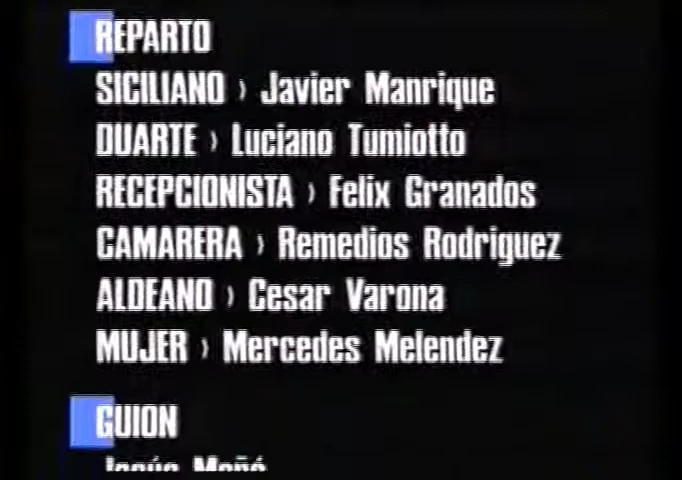 REPARTO
SICILIANO › Javier Manrique
DUARTE › Luciano Tumiotto
RECEPCIONISTA › Felix Granados
CAMARERA › Remedios Rodriguez
ALDEANO › Cesar Varona
MUJER › Mercedes Melendez
GUION
Jesús